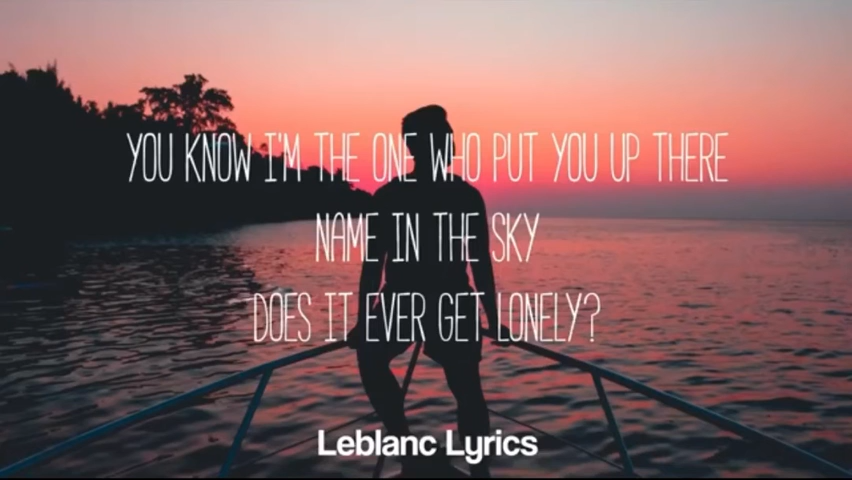 YOU KNOW I'M THE ONE WHO PUT YOU UP THERE
NAME IN THE SKY
DOES IT EVER GET LONELY?
Leblanc Lyrics